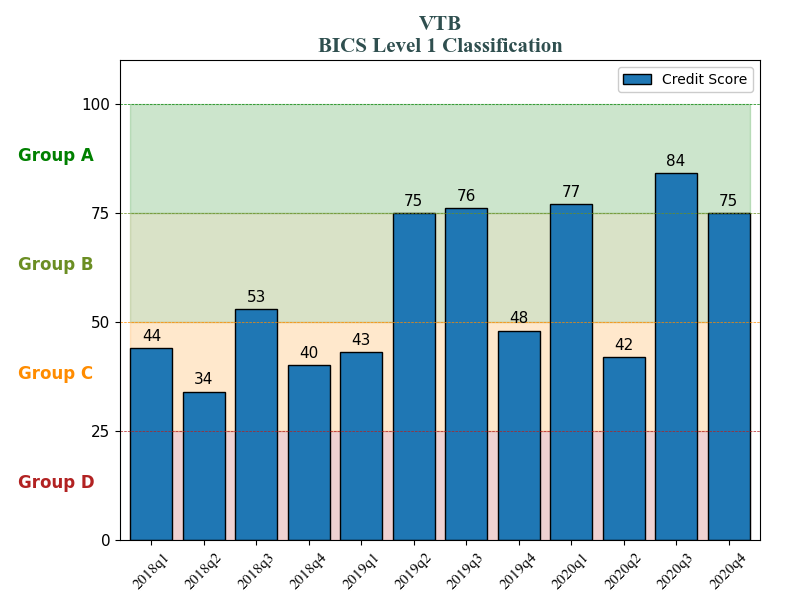 VTB
BICS Level 1 Classification
Credit Score
100
75
50
25
0
Group A
Group B
Group C
Group D
44
34
53
40
43
75
76
48
77
42
84
75
2018q1
2018q2
2018q3
2018q4
2019q1
2019q2
2019q3
2019q4
2020q1
2020q2
2020q3
2020q4